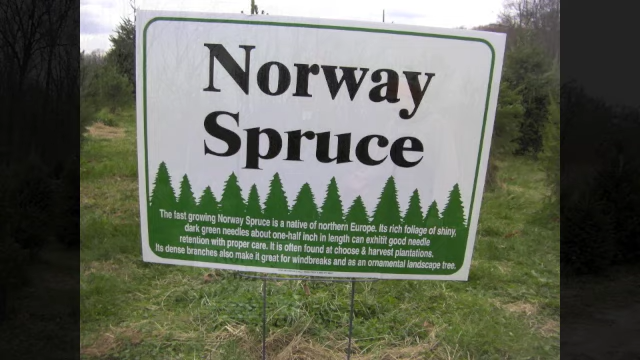 Norway
Spruce
The fast growing Norway Spruce is a native of northern Europe. Its rich foliage of shiny,
dark green needles about one-half inch in length can exhitit good needle
retention with proper care. It is often found at choose & harvest plantations.
Its dense branches also make it great for windbreaks and as an ornamental landscape tree.